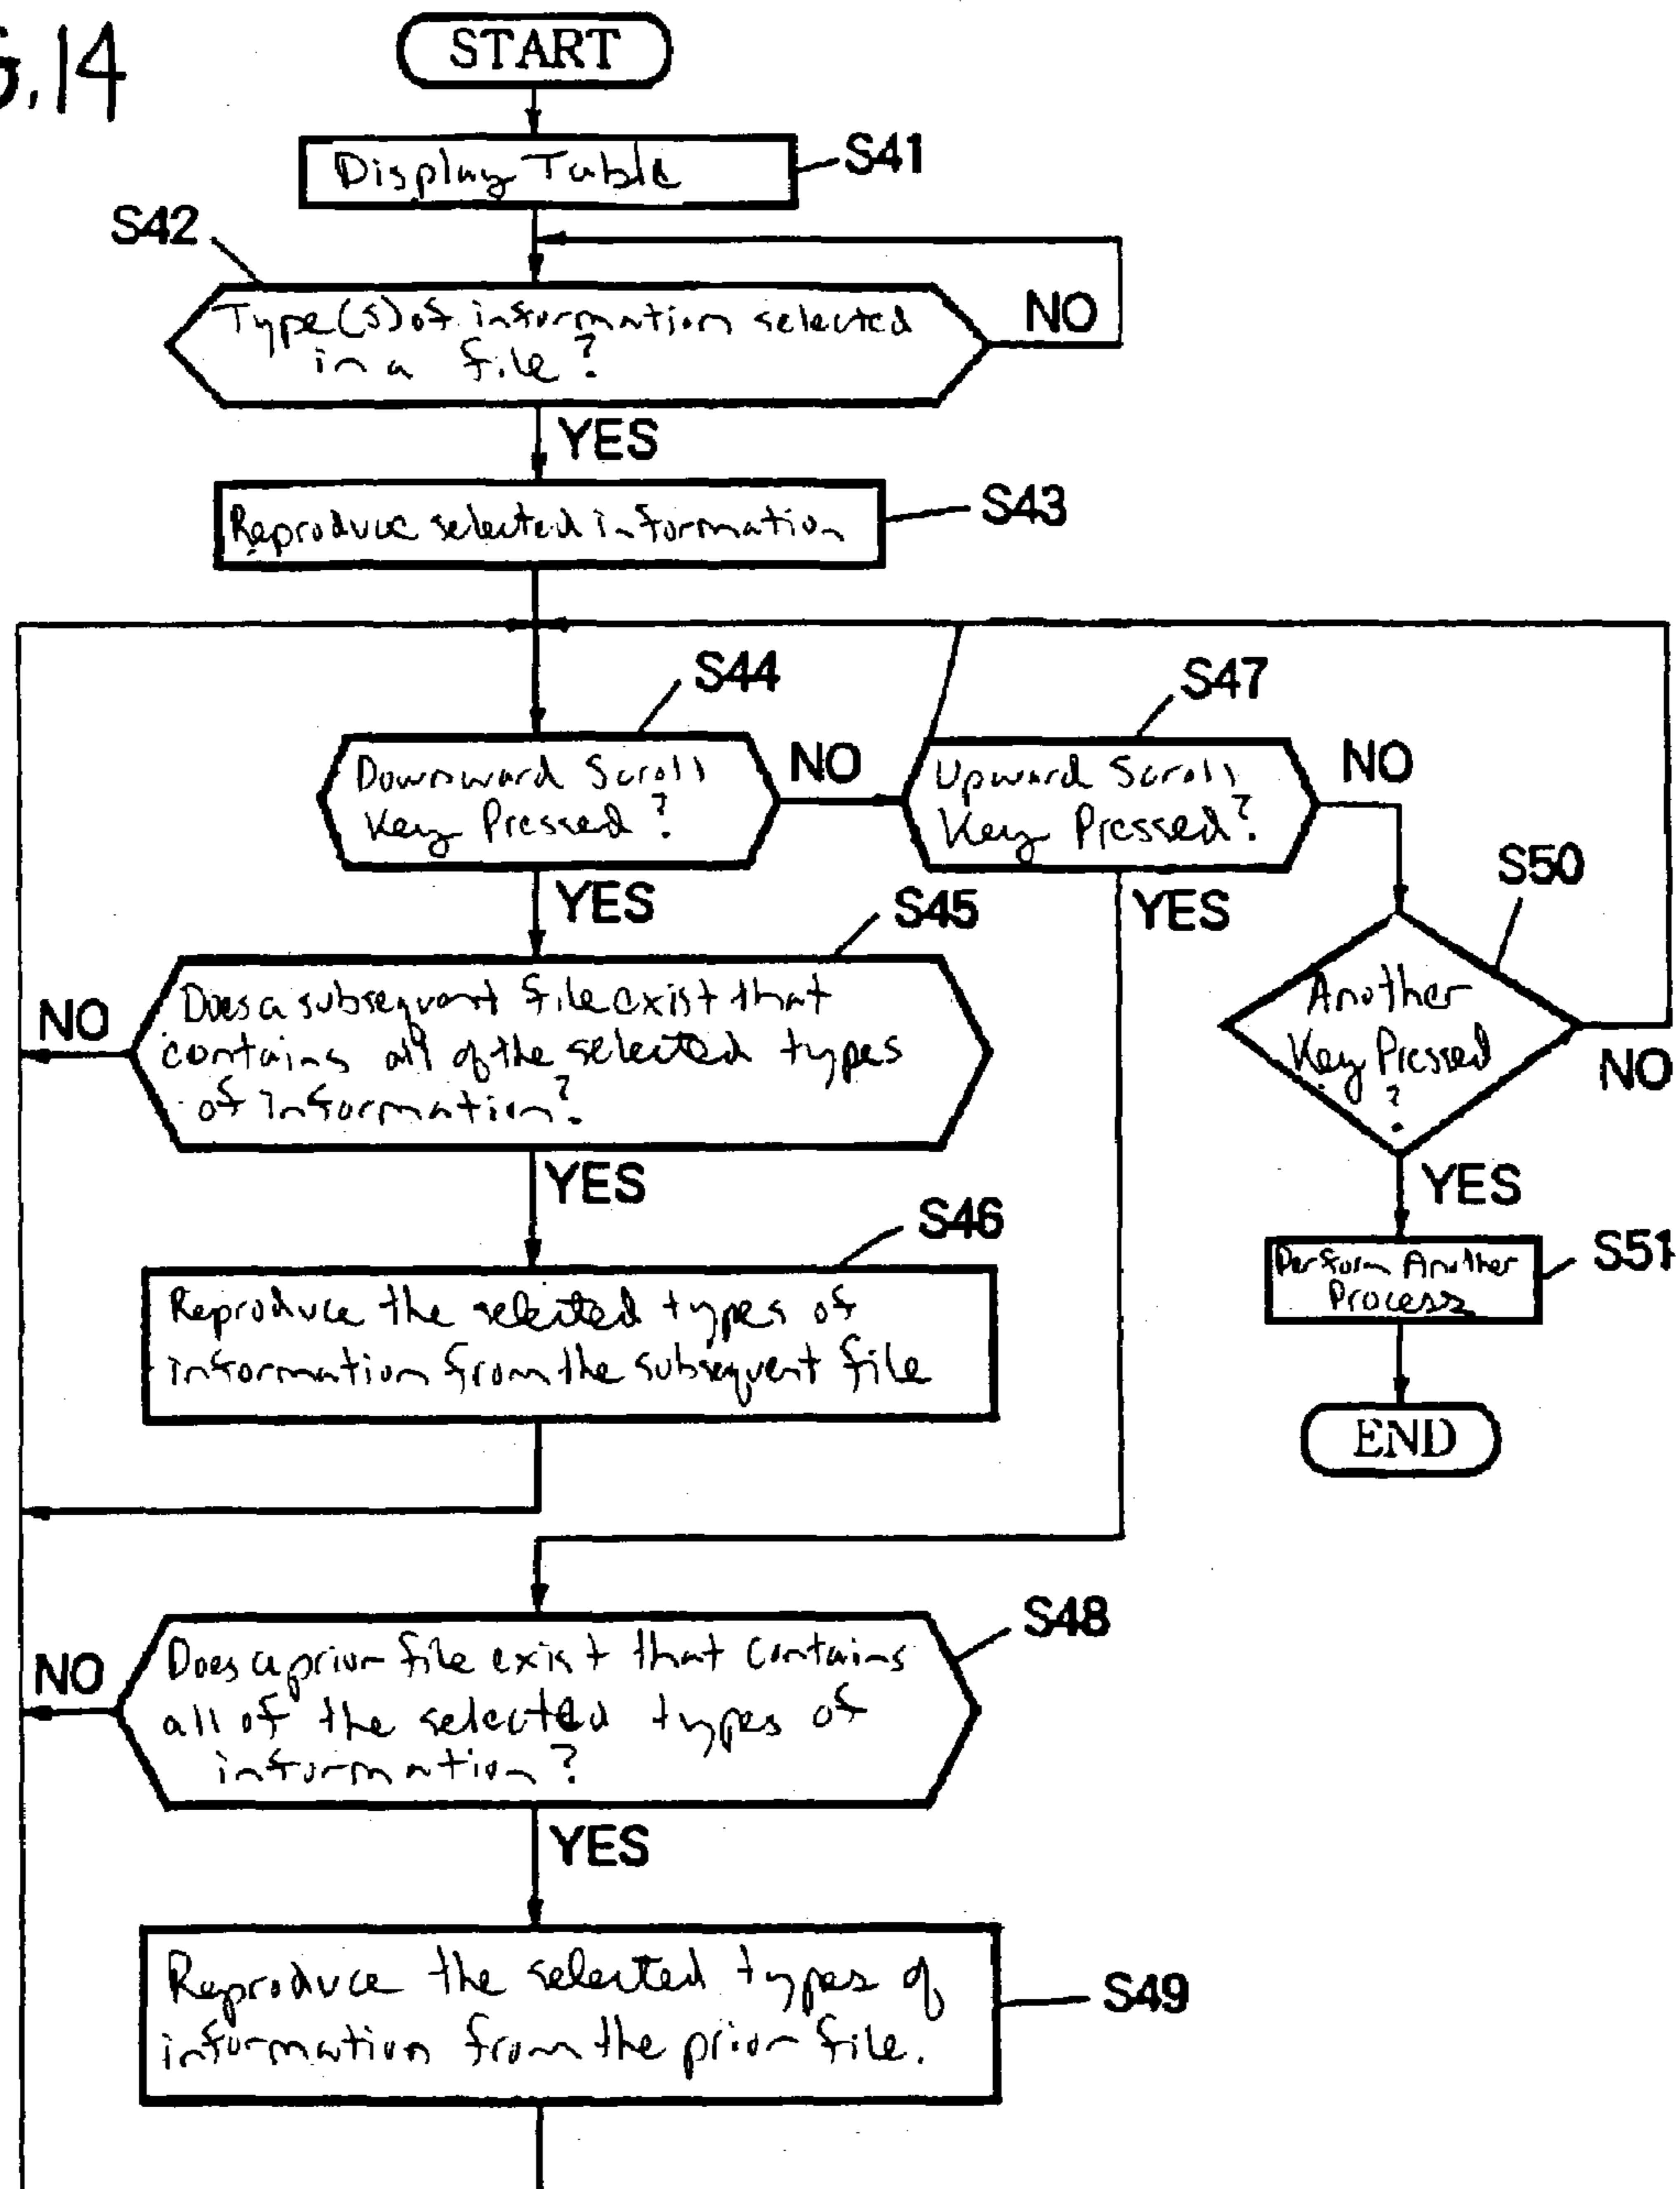 G.14
START
Display Table
S41
S42
Type(s) of information selected
in a file?
NO
YES
Reproduce selected information
S43
S44
S47
Downward Scroll
Key Pressed?
NO
Upward Scroll
Key Pressed?
NO
YES
YES
S50
S45
Does a subsequent file exist that
contains all of the selected types
of information?
NO
Another
Key Pressed
?
NO
YES
YES
S46
Reproduce the selected types of
information from the subsequent file
Perform Another
Process
S51
END
S48
Does a prior file exist that contains
all of the selected types of
information?
NO
YES
Reproduce the selected types of
information from the prior file.
S49